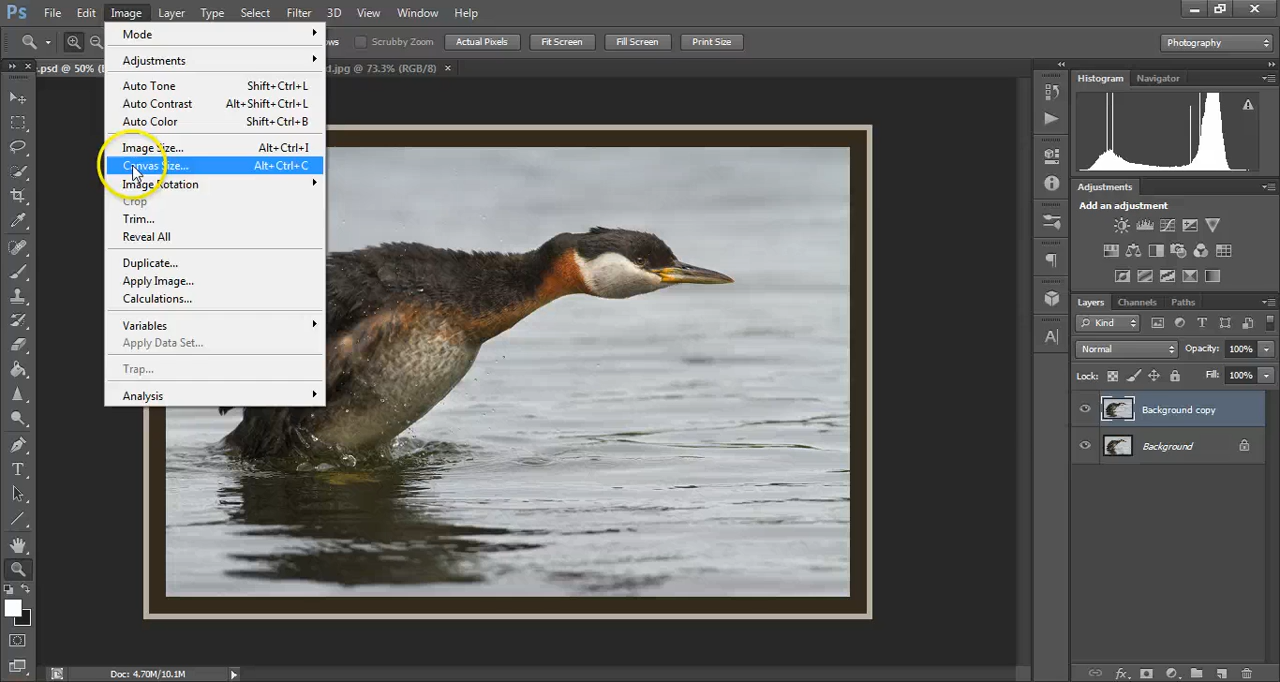 Ps File Edit Image Layer Type Select Filter 3D View Window Help
Scrubby Zoom Actual Pixels Fit Screen Fill Screen Print Size Photography
.psd @ 50% d.jpg @ 73.3% (RGB/8) ×
Mode
Adjustments
Auto Tone Shift+Ctrl+L
Auto Contrast Alt+Shift+Ctrl+L
Auto Color Shift+Ctrl+B
Image Size... Alt+Ctrl+I
Canvas Size... Alt+Ctrl+C
Image Rotation
Crop
Trim...
Reveal All
Duplicate...
Apply Image...
Calculations...
Variables
Apply Data Set...
Trap...
Analysis
Histogram Navigator
Adjustments
Add an adjustment
Layers Channels Paths
Kind
Normal Opacity: 100%
Lock: Fill: 100%
Background copy
Background
Doc: 4.70M/10.1M